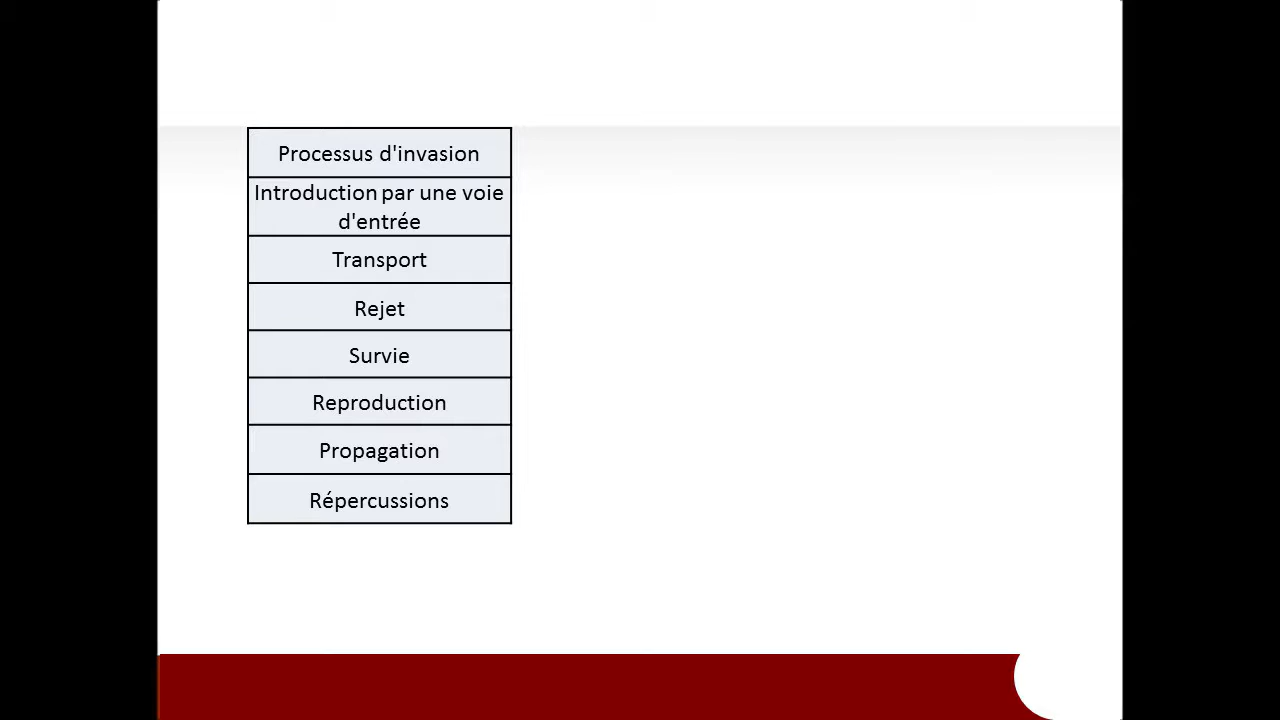 Processus d'invasion
Introduction par une voie
d'entrée
Transport
Rejet
Survie
Reproduction
Propagation
Répercussions